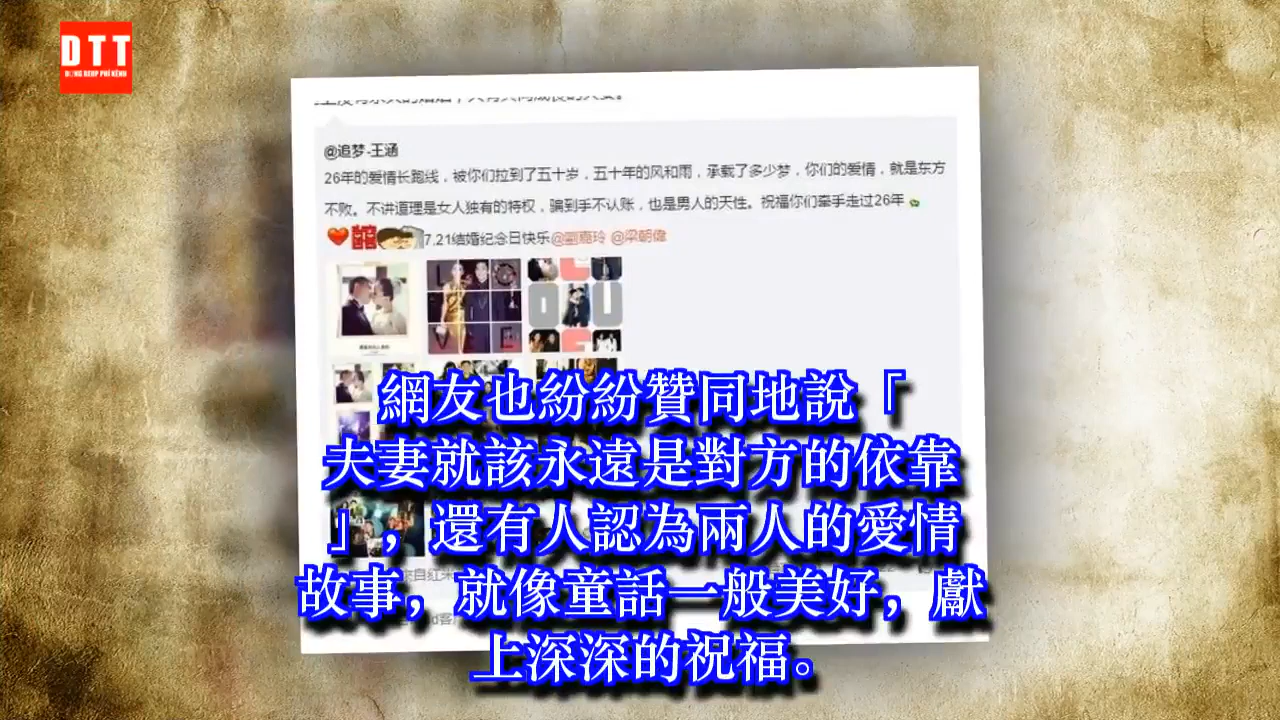 DTT
@追梦-王涵
26年的爱情长跑线，被你们拉到了五十岁，五十年的风和雨，承载了多少梦，你们的爱情，就是东方
不败。不讲道理是女人独有的特权，骗到手不认账，也是男人的天性。祝福你们牵手走过26年
7.21结婚纪念日快乐@劉嘉玲 @梁朝偉
網友也紛紛贊同地說「
夫妻就該永遠是對方的依靠
」，還有人認為兩人的愛情
故事，就像童話一般美好，獻
上深深的祝福。